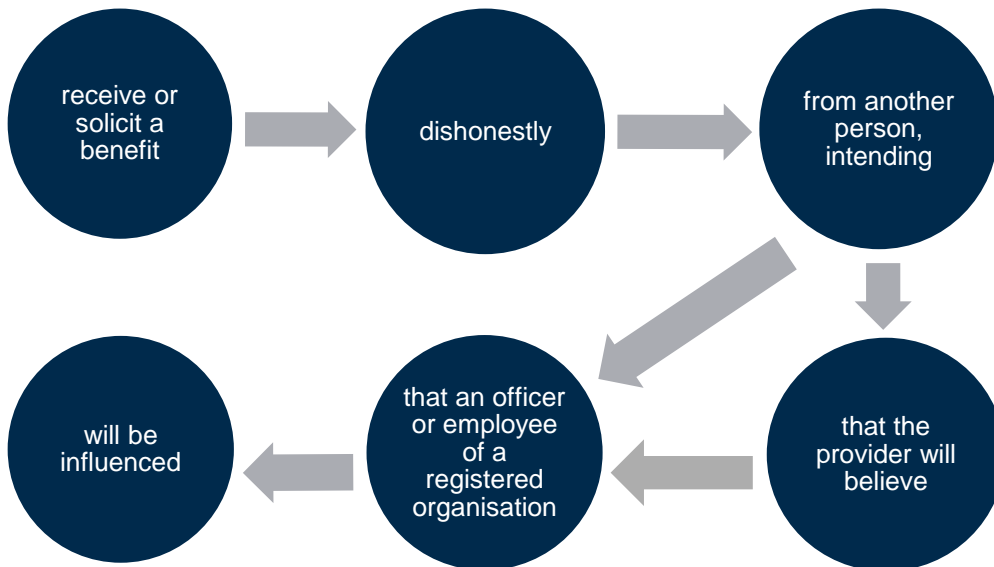 receive or
solicit a
benefit
dishonestly
from another
person,
intending
that the
provider will
believe
that an officer
or employee
of a
registered
organisation
will be
influenced